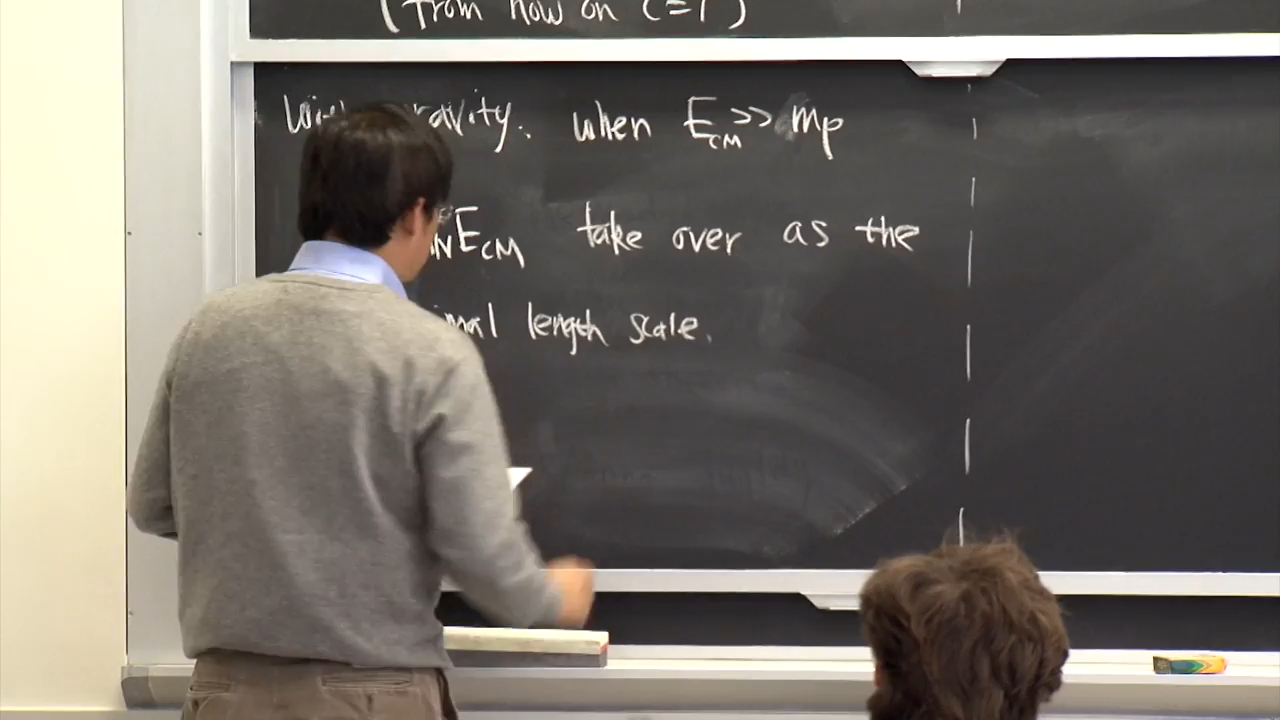 (from now on c=1)
gravity: when E_CM >> mp
N E_CM take over as the
mal length scale.